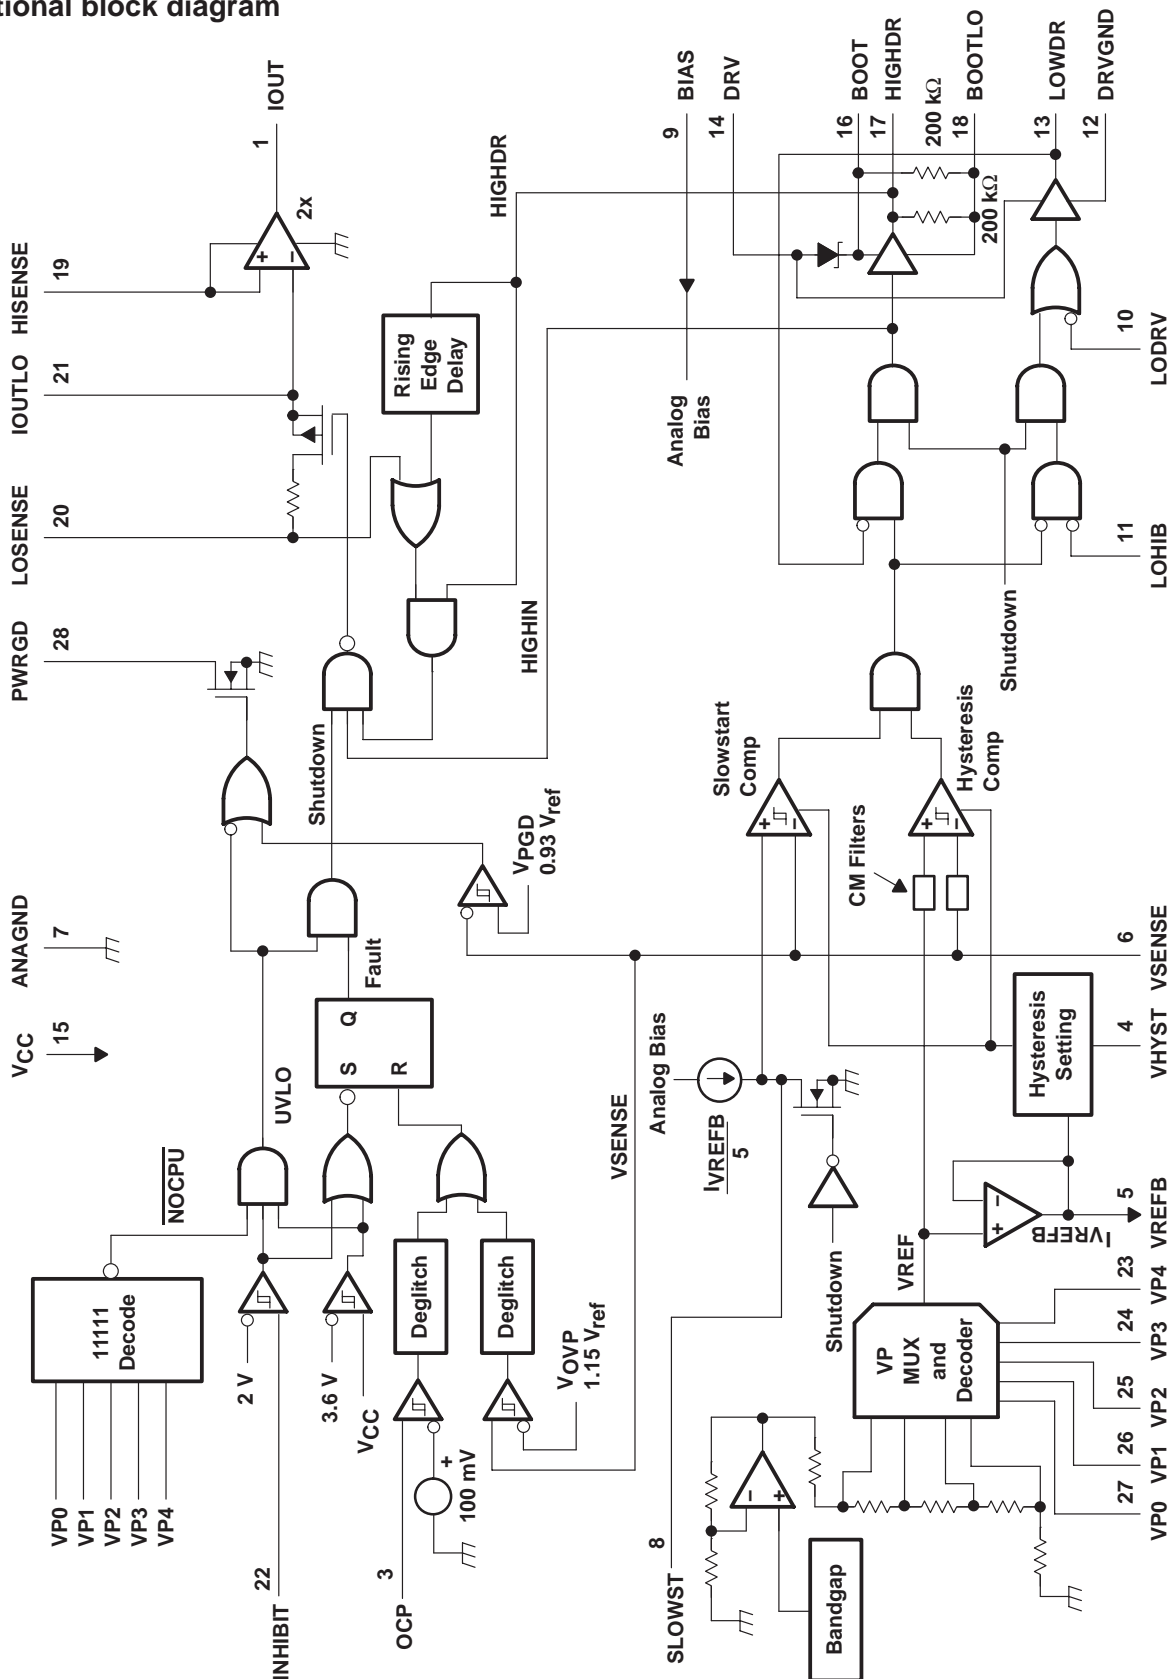 tional block diagram
VCC
15
ANAGND
7
PWRGD
28
LOSENSE
20
IOUTLO
21
HISENSE
19
1
IOUT
2x
+
−
VP0
VP1
VP2
VP3
VP4
11111
Decode
NOCPU
UVLO
22
INHIBIT
2 V
3.6 V
VCC
3
OCP
+
100 mV
Deglitch
Deglitch
VOVP
1.15 Vref
S
R
Q
Fault
Shutdown
VPGD
0.93 Vref
VSENSE
Rising
Edge
Delay
HIGHDR
HIGHIN
9
BIAS
Analog
Bias
14
DRV
16
BOOT
17
HIGHDR
200 kΩ
18
BOOTLO
200 kΩ
13
LOWDR
12
DRVGND
10
LODRV
11
LOHIB
Shutdown
Slowstart
Comp
+
−
Hysteresis
Comp
+
−
CM Filters
Analog Bias
IVREFB
5
Shutdown
8
SLOWST
Bandgap
−
+
VP
MUX
and
Decoder
VREF
+
−
IVREFB
Hysteresis
Setting
27
VP0
26
VP1
25
VP2
24
VP3
23
VP4
5
VREFB
4
VHYST
6
VSENSE